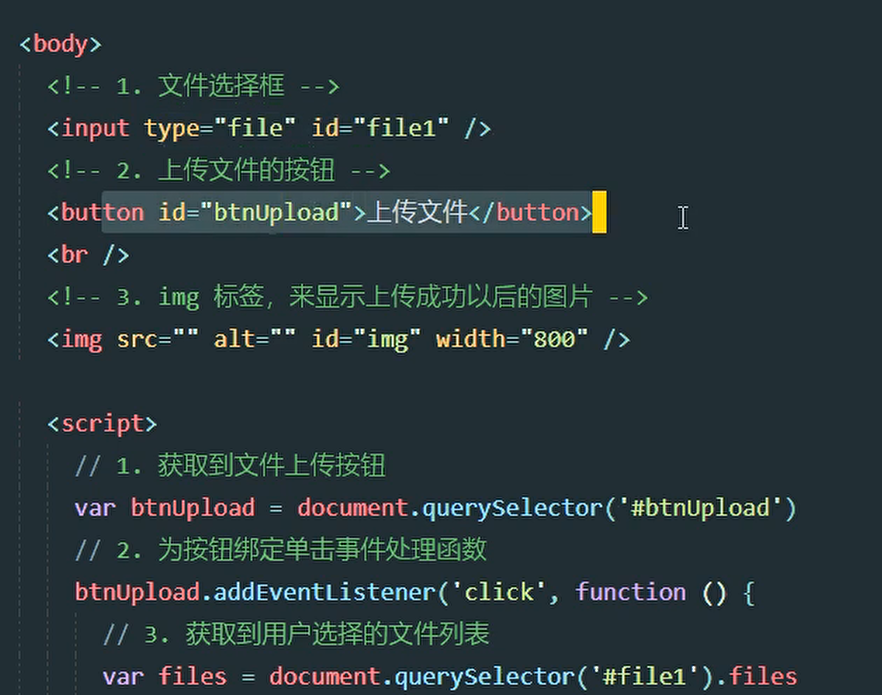 <body>
<!-- 1. 文件选择框 -->
<input type="file" id="file1" />
<!-- 2. 上传文件的按钮 -->
<button id="btnUpload">上传文件</button>
<br />
<!-- 3. img 标签，来显示上传成功以后的图片 -->
<img src="" alt="" id="img" width="800" />
<script>
// 1. 获取到文件上传按钮
var btnUpload = document.querySelector('#btnUpload')
// 2. 为按钮绑定单击事件处理函数
btnUpload.addEventListener('click', function () {
// 3. 获取到用户选择的文件列表
var files = document.querySelector('#file1').files